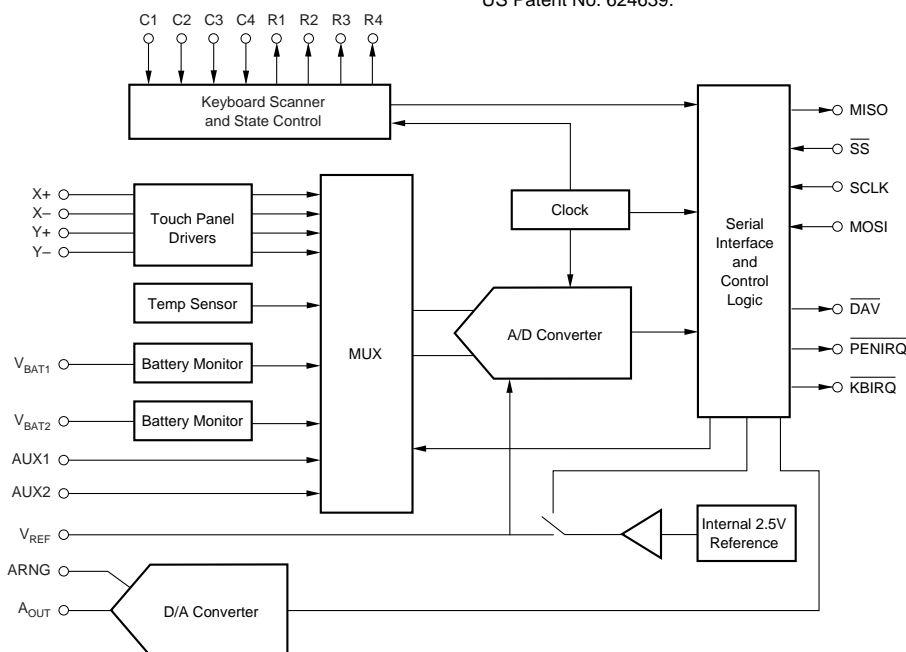 US Patent No. 624639.
C1 C2 C3 C4 R1 R2 R3 R4
Keyboard Scanner
and State Control
MISO
SS
SCLK
MOSI
X+
X–
Y+
Y–
Touch Panel
Drivers
Clock
Serial
Interface
and
Control
Logic
Temp Sensor
MUX
A/D Converter
DAV
PENIRQ
KBIRQ
VBAT1
Battery Monitor
VBAT2
Battery Monitor
AUX1
AUX2
VREF
Internal 2.5V
Reference
ARNG
AOUT
D/A Converter